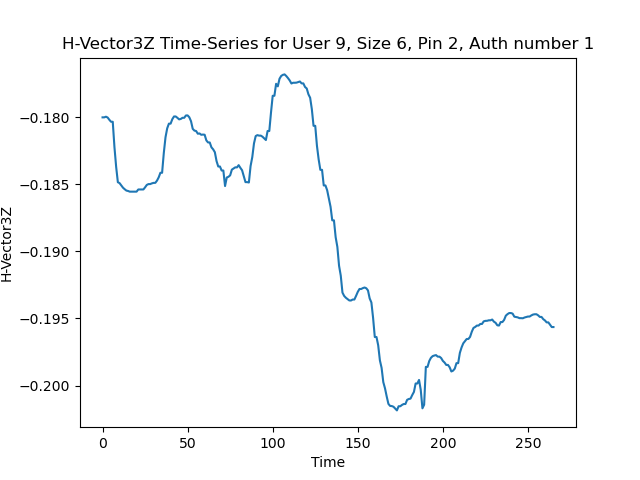 H-Vector3Z Time-Series for User 9, Size 6, Pin 2, Auth number 1
H-Vector3Z
−0.180
−0.185
−0.190
−0.195
−0.200
0 50 100 150 200 250
Time